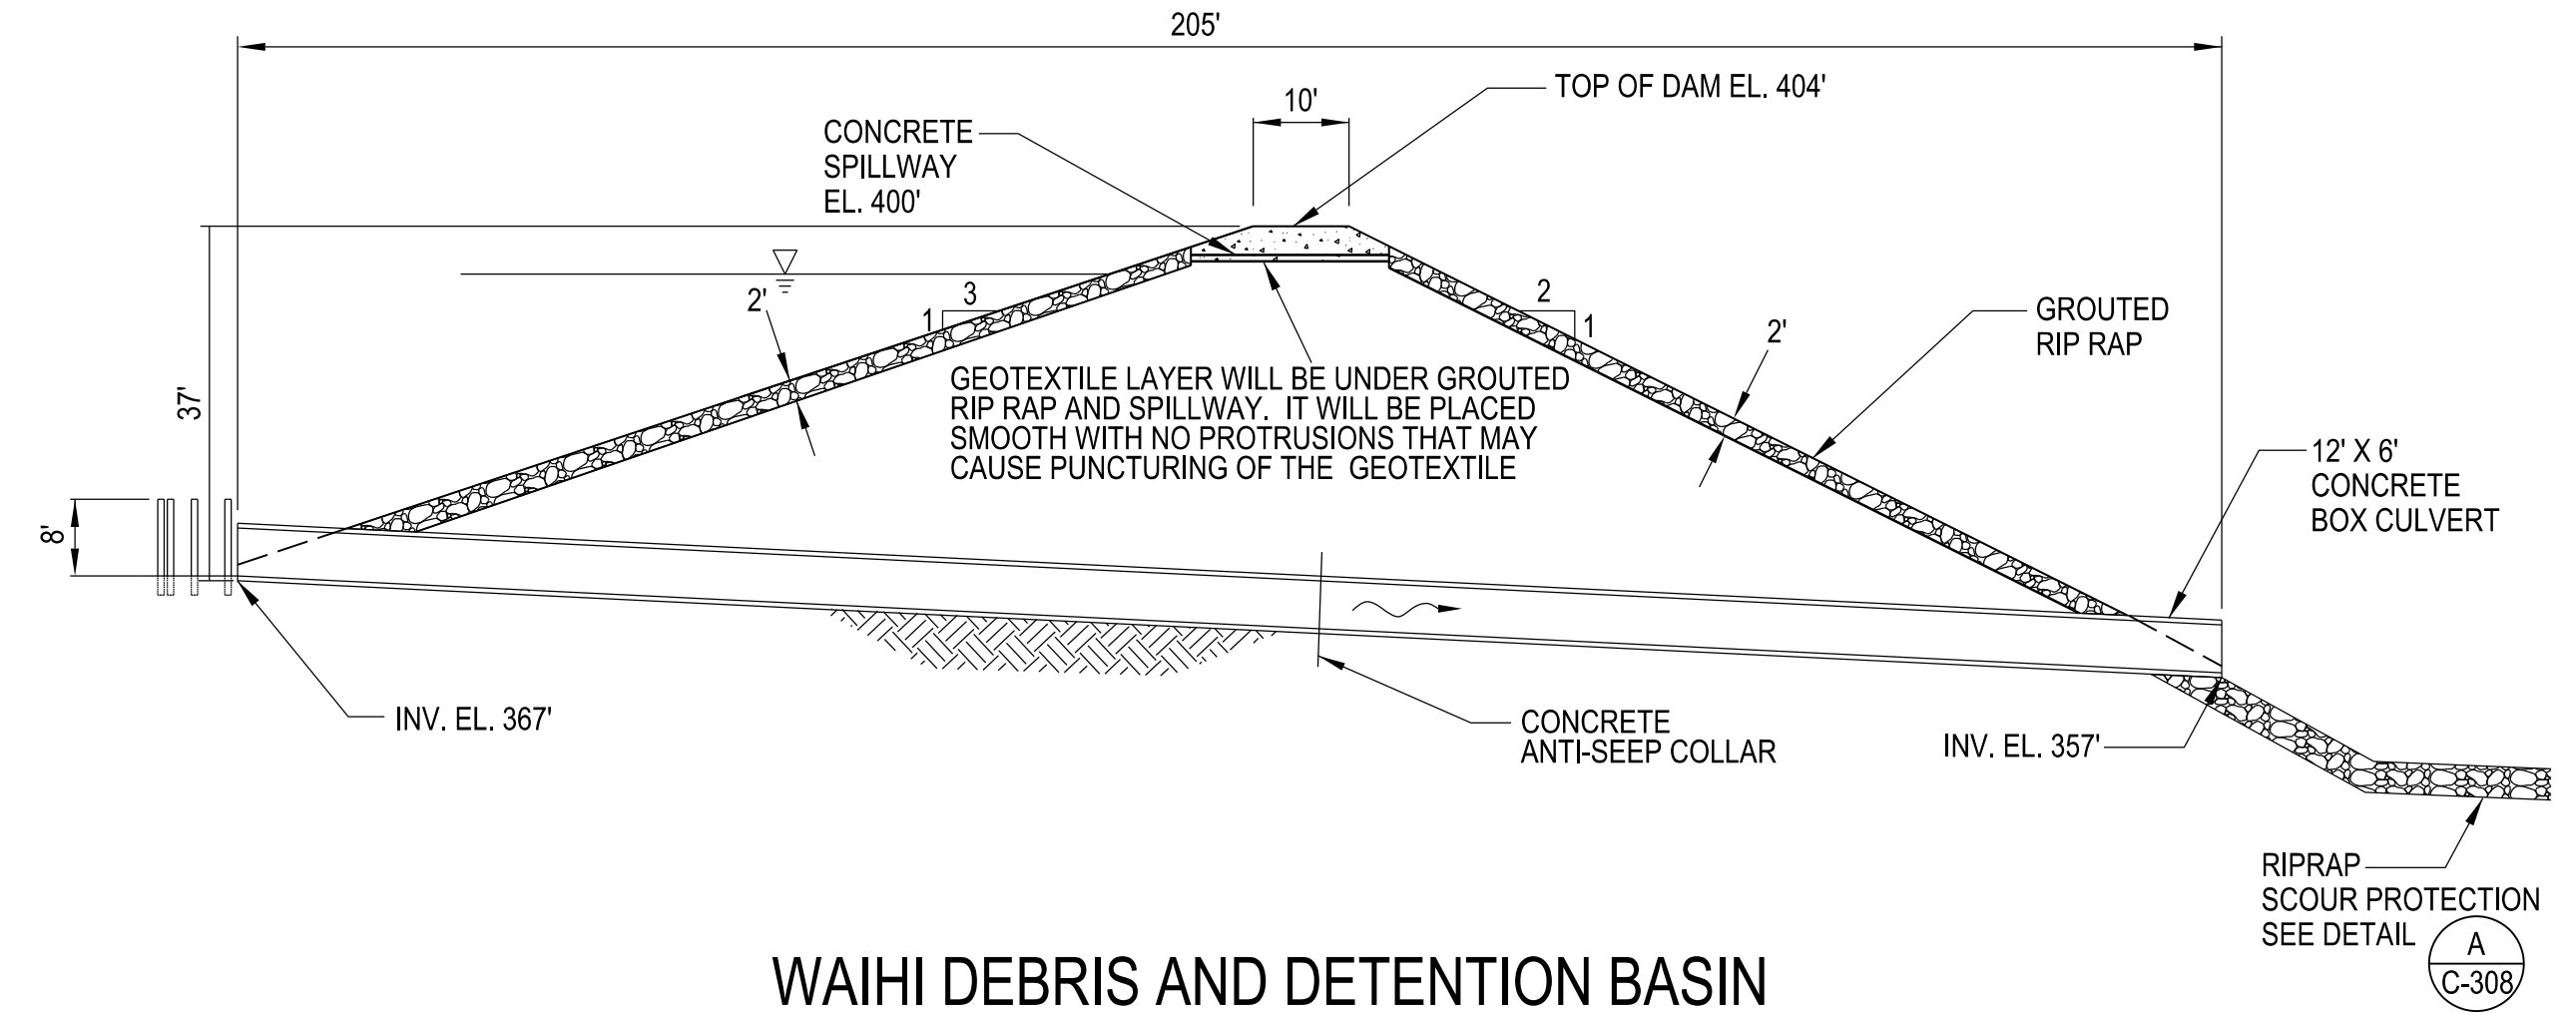 205'
TOP OF DAM EL. 404'
10'
CONCRETE
SPILLWAY
EL. 400'
2'
3
1
2
1
2'
GROUTED
RIP RAP
37'
GEOTEXTILE LAYER WILL BE UNDER GROUTED
RIP RAP AND SPILLWAY. IT WILL BE PLACED
SMOOTH WITH NO PROTRUSIONS THAT MAY
CAUSE PUNCTURING OF THE GEOTEXTILE
12' X 6'
CONCRETE
BOX CULVERT
8'
INV. EL. 367'
CONCRETE
ANTI-SEEP COLLAR
INV. EL. 357'
RIPRAP
SCOUR PROTECTION
SEE DETAIL
A
C-308
WAIHI DEBRIS AND DETENTION BASIN